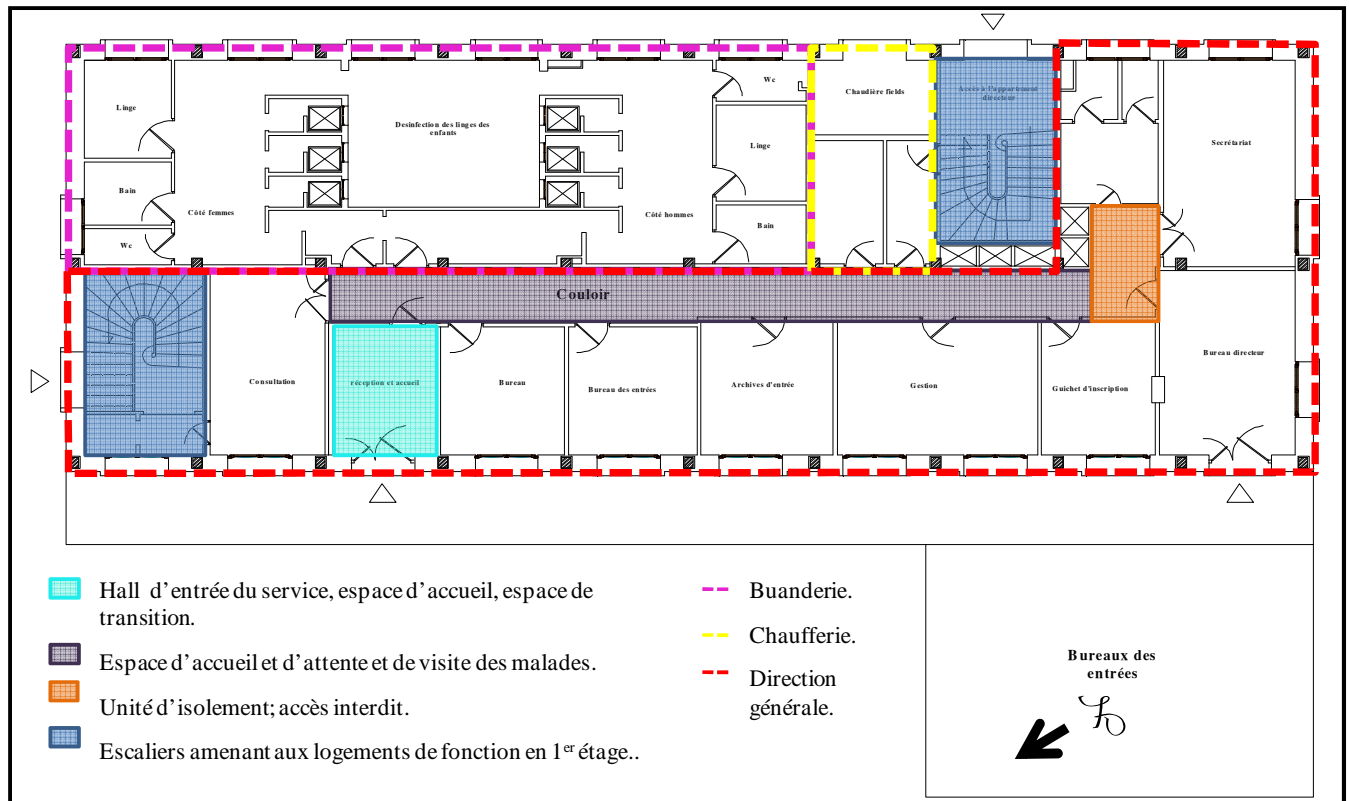 Linge
Bain
Wc
Côté femmes
Desinfection des linges des
enfants
Côté hommes
Wc
Linge
Bain
Chaudière fields
Accès à l'appartement
directeur
Secrétariat
Couloir
Consultation
réception et accueil
Bureau
Bureau des entrées
Archives d'entrée
Gestion
Guichet d'inscription
Bureau directeur
Hall d'entrée du service, espace d'accueil, espace de
transition.
Espace d'accueil et d'attente et de visite des malades.
Unité d'isolement; accès interdit.
Escaliers amenant aux logements de fonction en 1er étage..
Buanderie.
Chaufferie.
Direction
générale.
Bureaux des
entrées